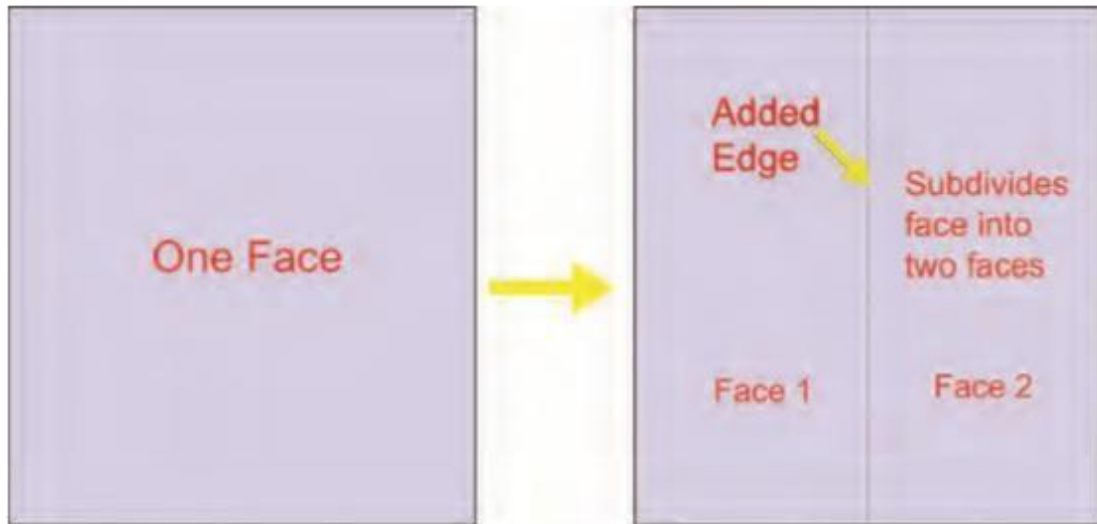 One Face
Added
Edge
Subdivides
face into
two faces
Face 1
Face 2